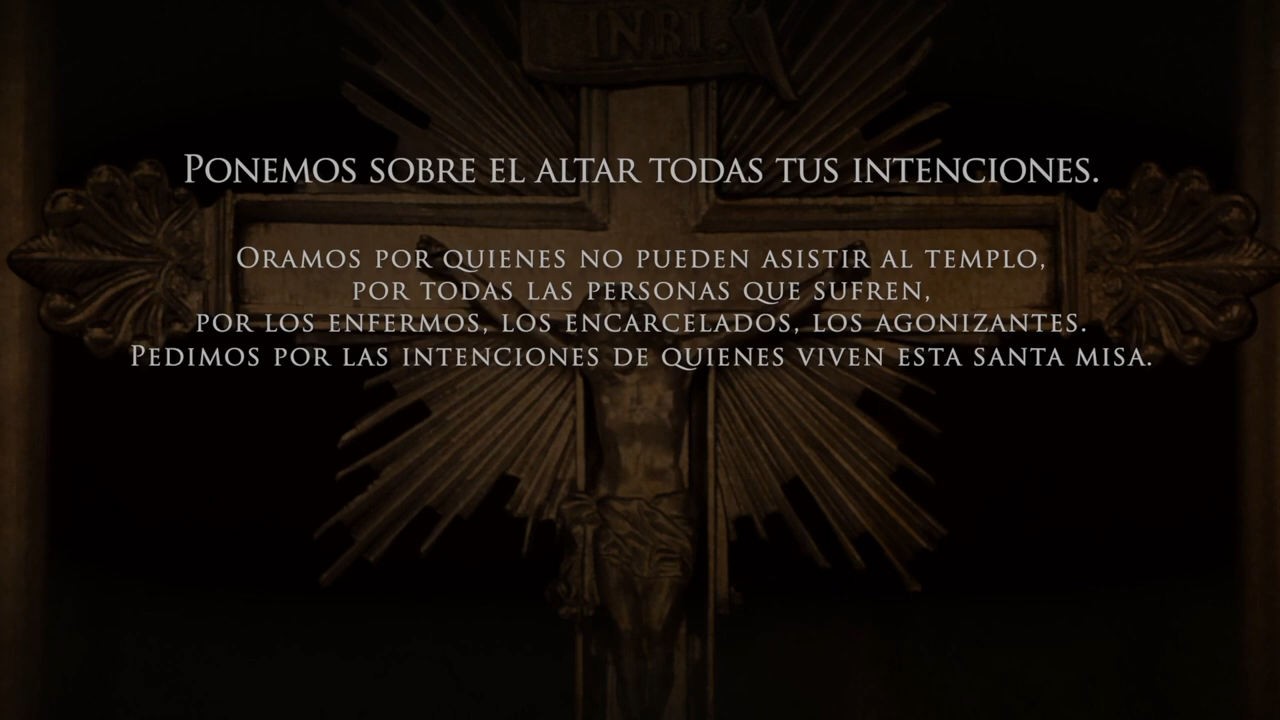 INRI.
Ponemos sobre el altar todas tus intenciones.
Oramos por quienes no pueden asistir al templo,
por todas las personas que sufren,
por los enfermos, los encarcelados, los agonizantes.
Pedimos por las intenciones de quienes viven esta santa misa.